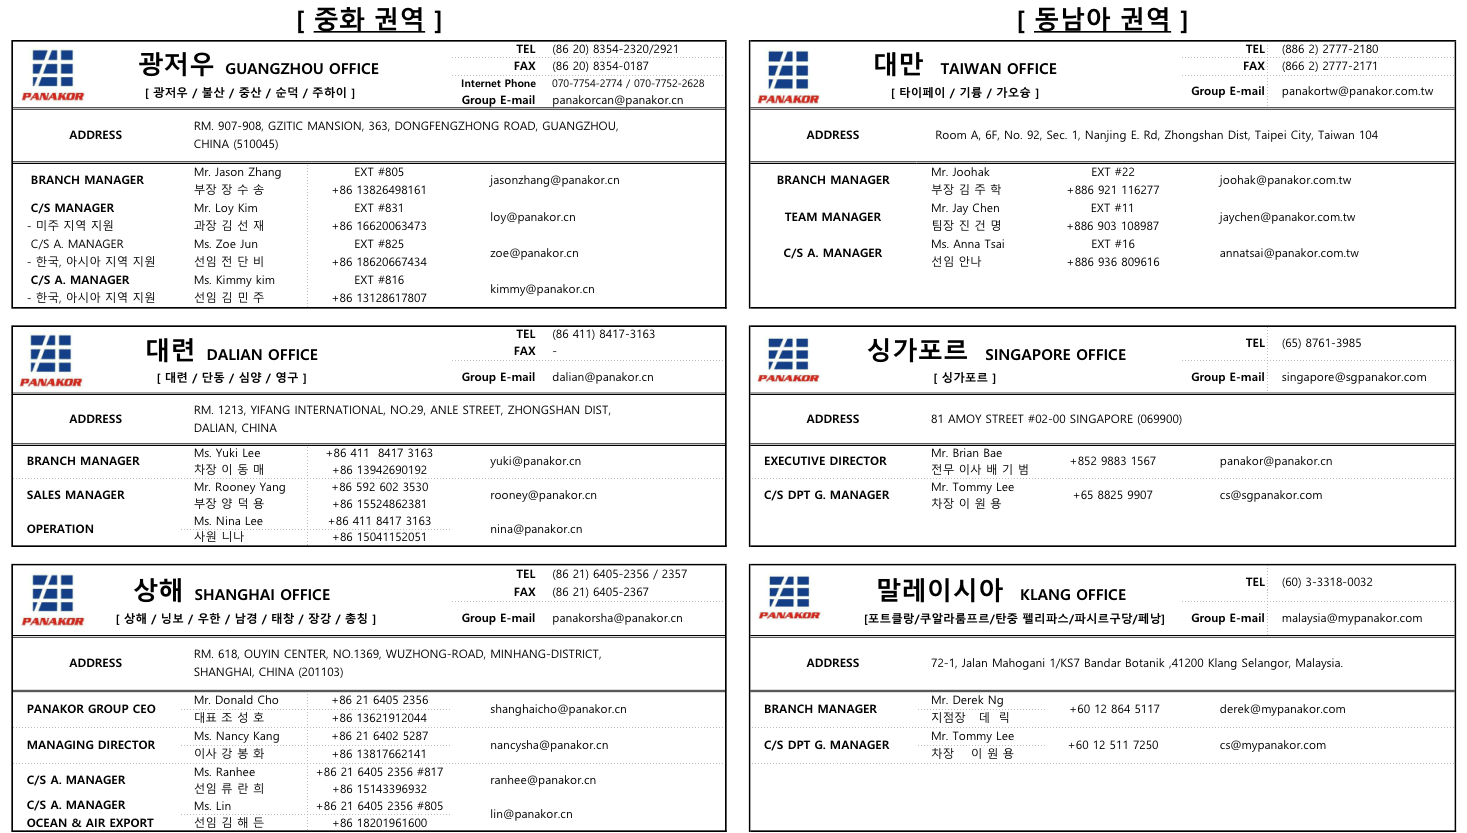 [ 중화 권역 ]
PANAKOR
광저우 GUANGZHOU OFFICE
[ 광저우 / 불산 / 중산 / 순덕 / 주하이 ]
TEL (86 20) 8354-2320/2921
FAX (86 20) 8354-0187
Internet Phone 070-7754-2774 / 070-7752-2628
Group E-mail panakorcan@panakor.cn
ADDRESS
RM. 907-908, GZITIC MANSION, 363, DONGFENGZHONG ROAD, GUANGZHOU,
CHINA (510045)
BRANCH MANAGER
Mr. Jason Zhang EXT #805
부장 장 수 송 +86 13826498161
jasonzhang@panakor.cn
C/S MANAGER Mr. Loy Kim EXT #831
- 미주 지역 지원 과장 김 선 재 +86 16620063473
loy@panakor.cn
C/S A. MANAGER Ms. Zoe Jun EXT #825
- 한국, 아시아 지역 지원 선임 전 단 비 +86 18620667434
zoe@panakor.cn
C/S A. MANAGER Ms. Kimmy kim EXT #816
- 한국, 아시아 지역 지원 선임 김 민 주 +86 13128617807
kimmy@panakor.cn
PANAKOR
대련 DALIAN OFFICE
[ 대련 / 단동 / 심양 / 영구 ]
TEL (86 411) 8417-3163
FAX -
Group E-mail dalian@panakor.cn
ADDRESS
RM. 1213, YIFANG INTERNATIONAL, NO.29, ANLE STREET, ZHONGSHAN DIST,
DALIAN, CHINA
BRANCH MANAGER
Ms. Yuki Lee +86 411 8417 3163
차장 이 동 매 +86 13942690192
yuki@panakor.cn
SALES MANAGER
Mr. Rooney Yang +86 592 602 3530
부장 양 덕 용 +86 15524862381
rooney@panakor.cn
OPERATION
Ms. Nina Lee +86 411 8417 3163
사원 니나 +86 15041152051
nina@panakor.cn
PANAKOR
상해 SHANGHAI OFFICE
[ 상해 / 닝보 / 우한 / 남경 / 태창 / 장강 / 총칭 ]
TEL (86 21) 6405-2356 / 2357
FAX (86 21) 6405-2367
Group E-mail panakorsha@panakor.cn
ADDRESS
RM. 618, OUYIN CENTER, NO.1369, WUZHONG-ROAD, MINHANG-DISTRICT,
SHANGHAI, CHINA (201103)
PANAKOR GROUP CEO
Mr. Donald Cho +86 21 6405 2356
대표 조 성 호 +86 13621912044
shanghaicho@panakor.cn
MANAGING DIRECTOR
Ms. Nancy Kang +86 21 6402 5287
이사 강 봉 화 +86 13817662141
nancysha@panakor.cn
C/S A. MANAGER
Ms. Ranhee +86 21 6405 2356 #817
선임 류 란 희 +86 15143396932
ranhee@panakor.cn
C/S A. MANAGER Ms. Lin +86 21 6405 2356 #805
OCEAN & AIR EXPORT 선임 김 해 든 +86 18201961600
lin@panakor.cn
[ 동남아 권역 ]
PANAKOR
대만 TAIWAN OFFICE
[ 타이페이 / 기륭 / 가오슝 ]
TEL (886 2) 2777-2180
FAX (866 2) 2777-2171
Group E-mail panakortw@panakor.com.tw
ADDRESS
Room A, 6F, No. 92, Sec. 1, Nanjing E. Rd, Zhongshan Dist, Taipei City, Taiwan 104
BRANCH MANAGER
Mr. Joohak EXT #22
부장 김 주 학 +886 921 116277
joohak@panakor.com.tw
TEAM MANAGER
Mr. Jay Chen EXT #11
팀장 진 건 명 +886 903 108987
jaychen@panakor.com.tw
C/S A. MANAGER
Ms. Anna Tsai EXT #16
선임 안나 +886 936 809616
annatsai@panakor.com.tw
PANAKOR
싱가포르 SINGAPORE OFFICE
[ 싱가포르 ]
TEL (65) 8761-3985
Group E-mail singapore@sgpanakor.com
ADDRESS
81 AMOY STREET #02-00 SINGAPORE (069900)
EXECUTIVE DIRECTOR
Mr. Brian Bae
전무 이사 배 기 범
+852 9883 1567
panakor@panakor.cn
C/S DPT G. MANAGER
Mr. Tommy Lee
차장 이 원 용
+65 8825 9907
cs@sgpanakor.com
PANAKOR
말레이시아 KLANG OFFICE
[포트클랑/쿠알라룸프르/탄중 펠리파스/파시르구당/페낭]
TEL (60) 3-3318-0032
Group E-mail malaysia@mypanakor.com
ADDRESS
72-1, Jalan Mahogani 1/KS7 Bandar Botanik ,41200 Klang Selangor, Malaysia.
BRANCH MANAGER
Mr. Derek Ng
지점장 데 릭
+60 12 864 5117
derek@mypanakor.com
C/S DPT G. MANAGER
Mr. Tommy Lee
차장 이 원 용
+60 12 511 7250
cs@mypanakor.com